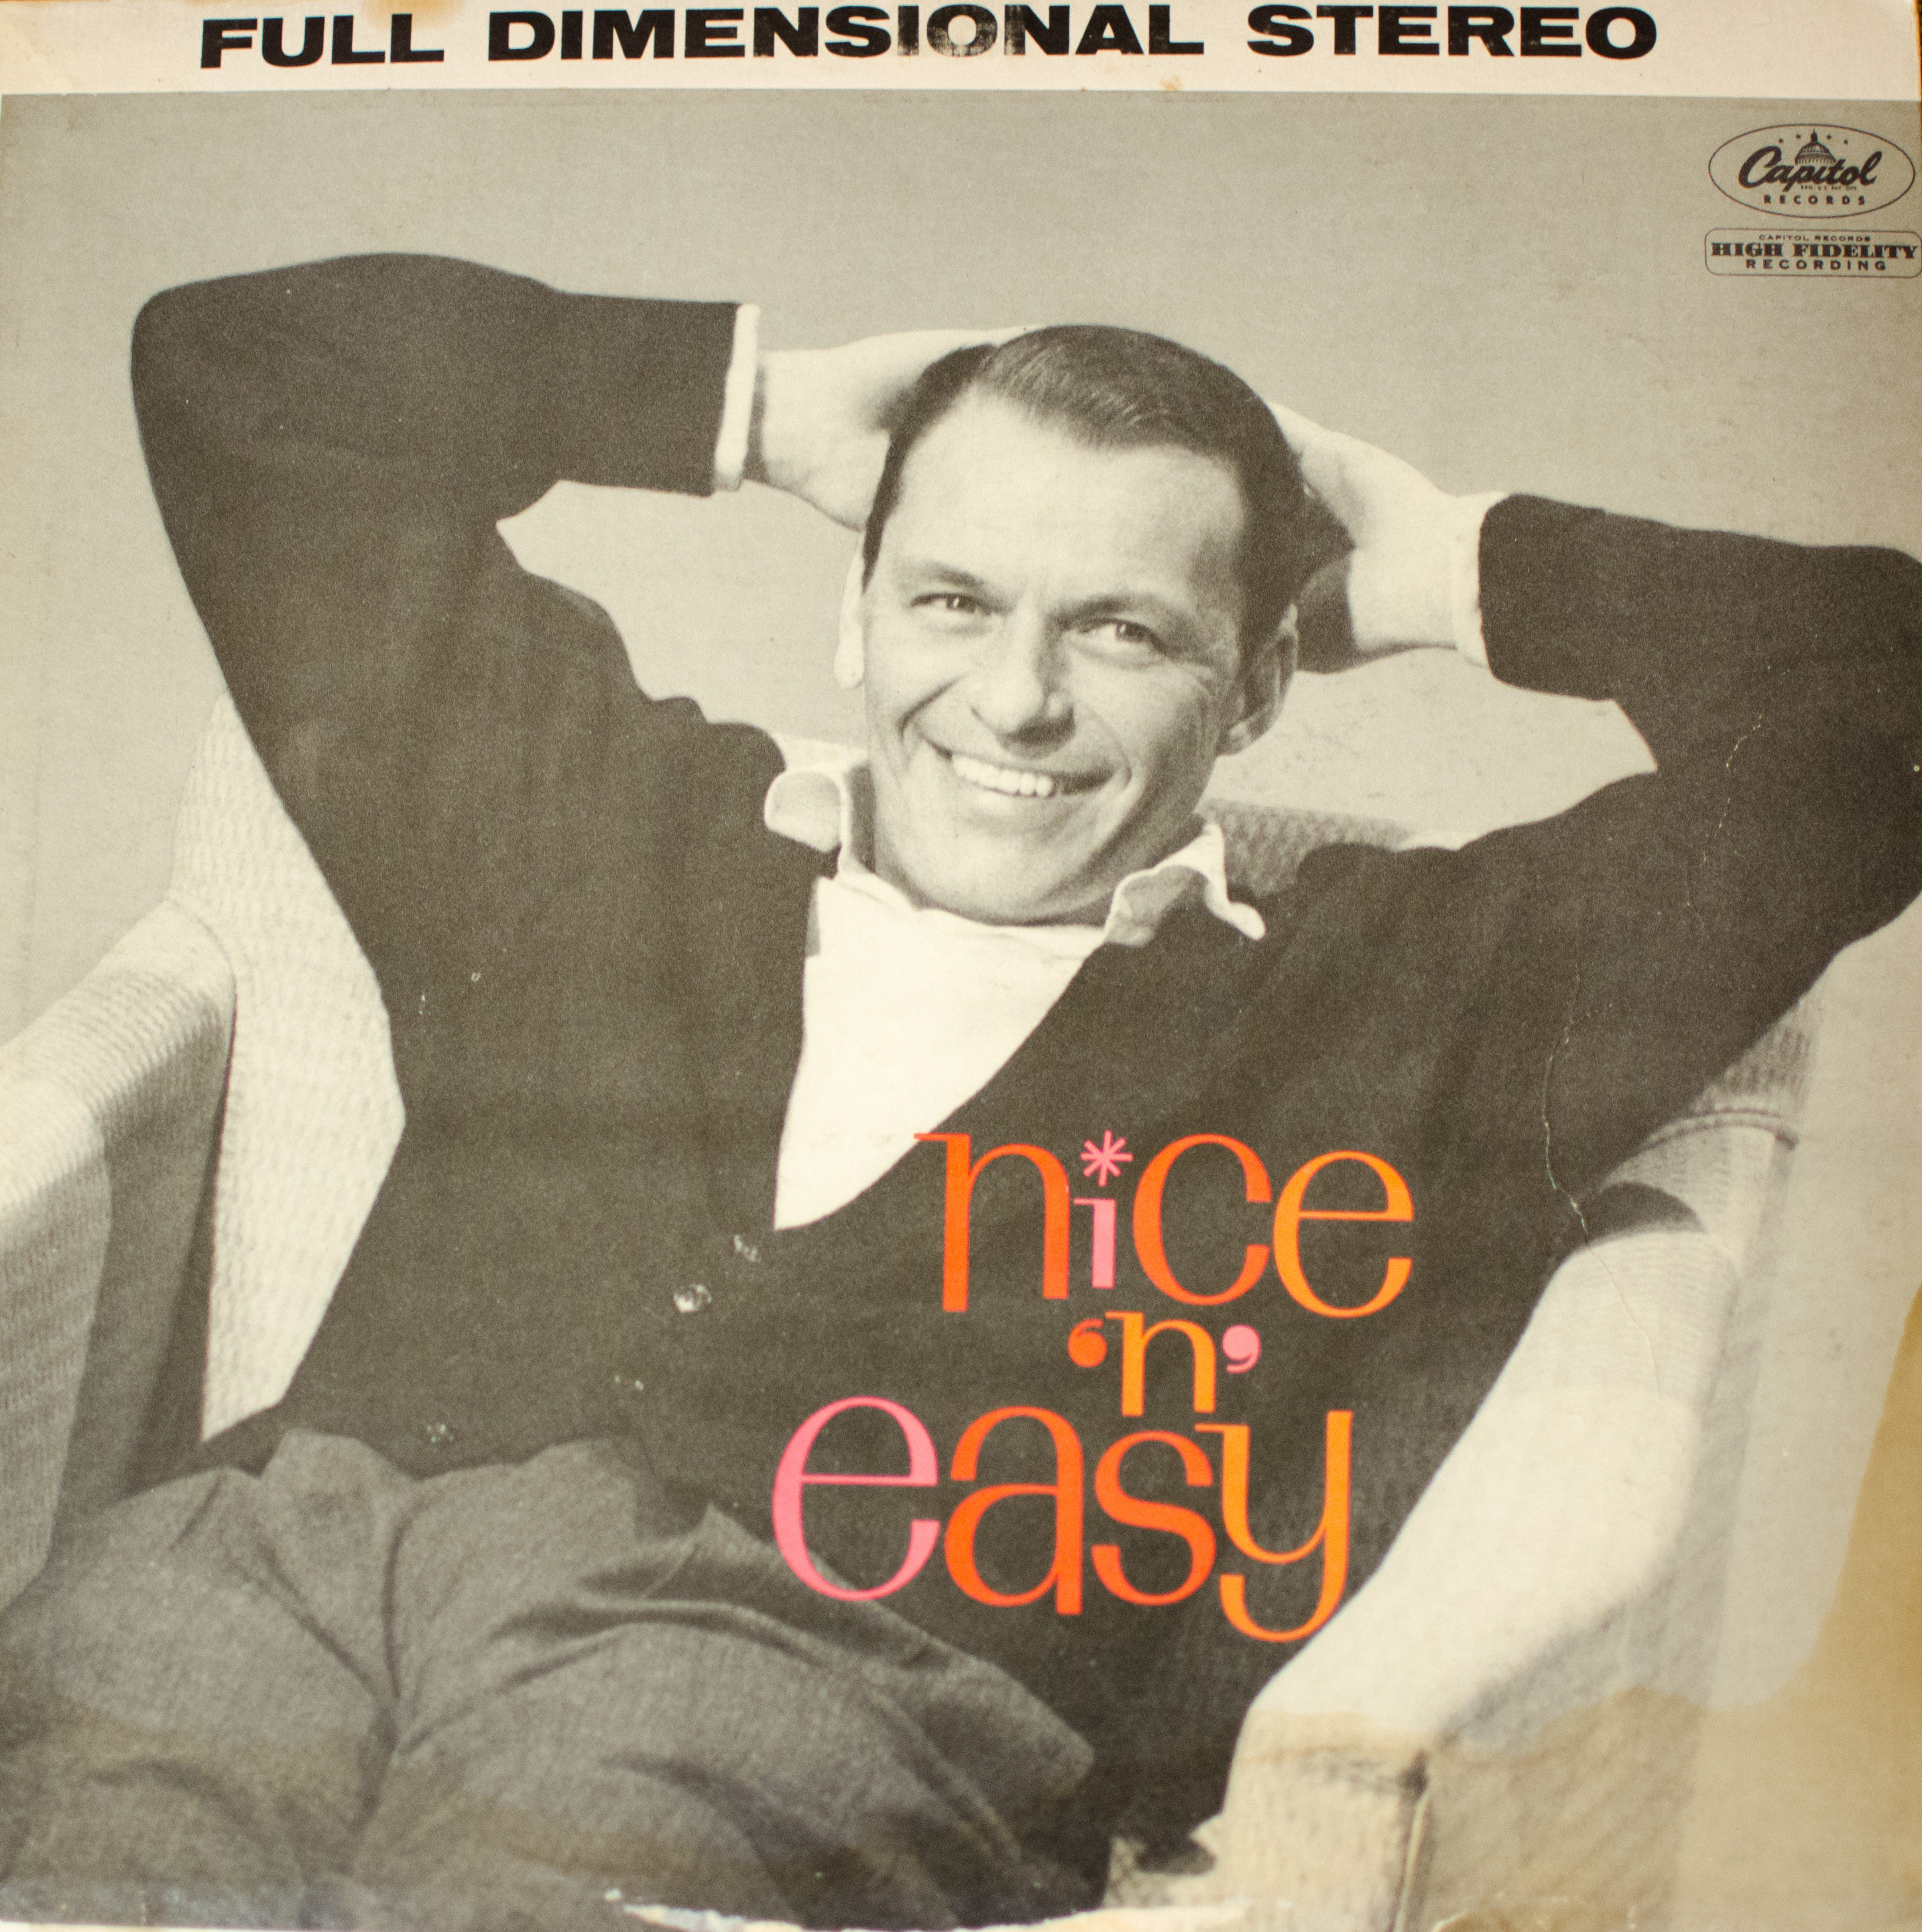 FULL DIMENSIONAL STEREO
Capitol
RECORDS
CAPITOL RECORDS
HIGH FIDELITY
RECORDING
nice
‘n’
easy